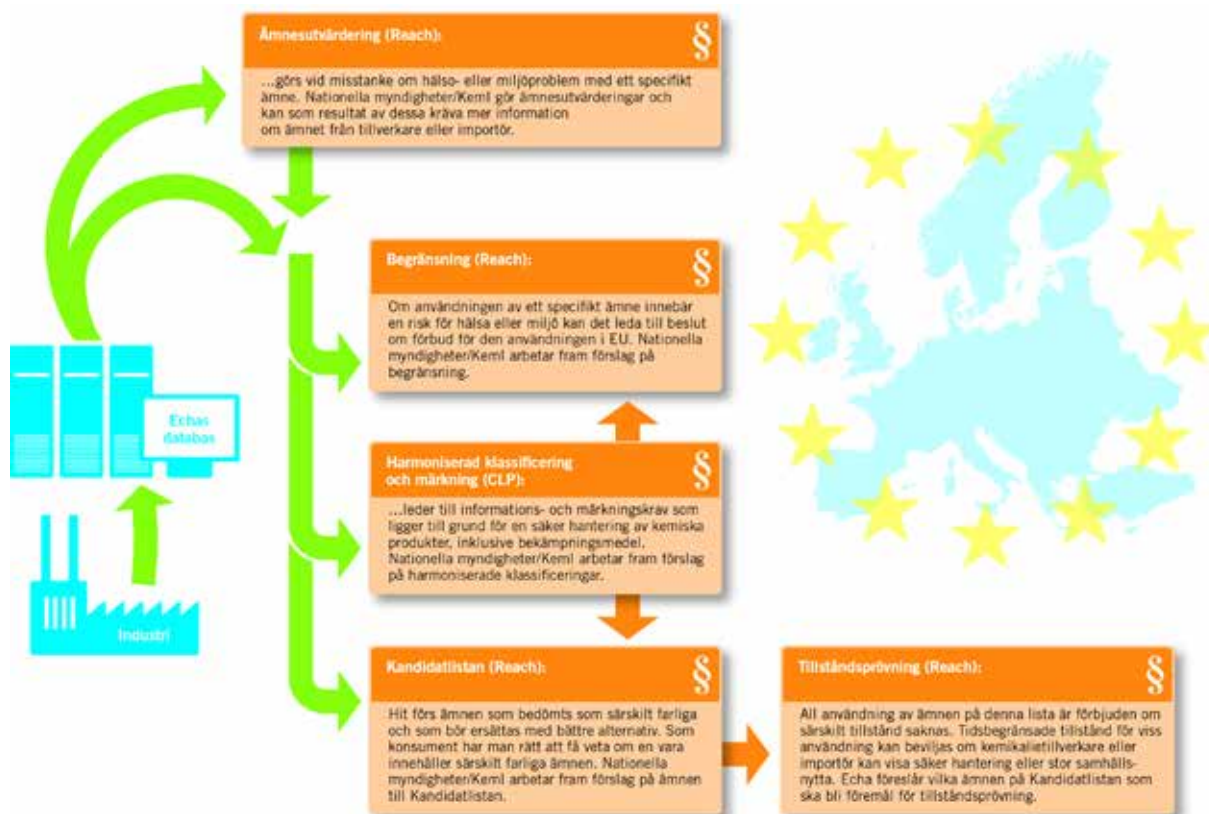 Ämnesutvärdering (Reach):
§
...görs vid misstanke om hälso- eller miljöproblem med ett specifikt
ämne. Nationella myndigheter/KemI gör ämnesutvärderingar och
kan som resultat av dessa kräva mer information
om ämnet från tillverkare eller importör.
Begränsning (Reach):
§
Om användningen av ett specifikt ämne innebär
en risk för hälsa eller miljö kan det leda till beslut
om förbud för den användningen i EU. Nationella
myndigheter/KemI arbetar fram förslag på
begränsning.
Echas
databas
Harmoniserad klassificering
och märkning (CLP):
§
...leder till informations- och märkningskrav som
ligger till grund för en säker hantering av kemiska
produkter, inklusive bekämpningsmedel.
Nationella myndigheter/KemI arbetar fram förslag
på harmoniserade klassificeringar.
Industri
Kandidatlistan (Reach):
§
Hit förs ämnen som bedömts som särskilt farliga
och som bör ersättas med bättre alternativ. Som
konsument har man rätt att få veta om en vara
innehåller särskilt farliga ämnen. Nationella
myndigheter/KemI arbetar fram förslag på ämnen
till Kandidatlistan.
Tillståndsprövning (Reach):
§
All användning av ämnen på denna lista är förbjuden om
särskilt tillstånd saknas. Tidsbegränsade tillstånd för viss
användning kan beviljas om kemikalietillverkare eller
importör kan visa säker hantering eller stor samhälls-
nytta. Echa föreslår vilka ämnen på Kandidatlistan som
ska bli föremål för tillståndsprövning.